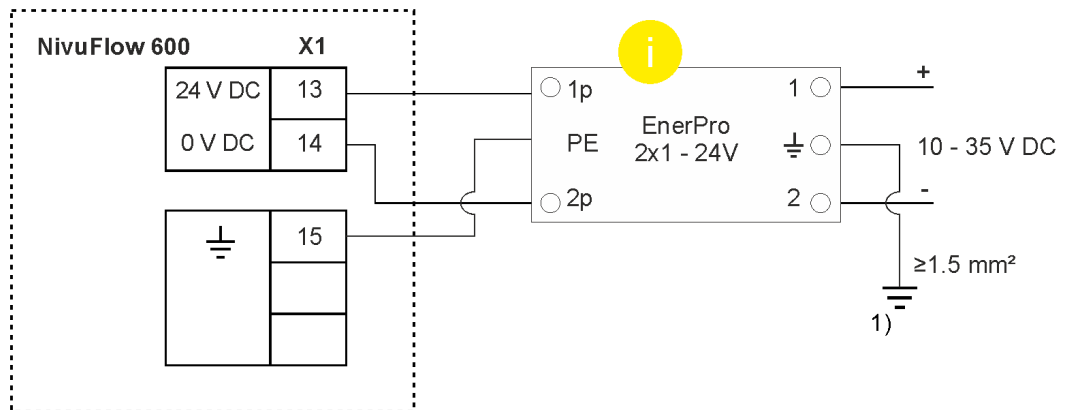 NivuFlow 600 X1
24 V DC 13
0 V DC 14
15
i
1p
PE
2p
EnerPro
2x1 - 24V
1
2
+
10 - 35 V DC
-
≥1.5 mm²
1)